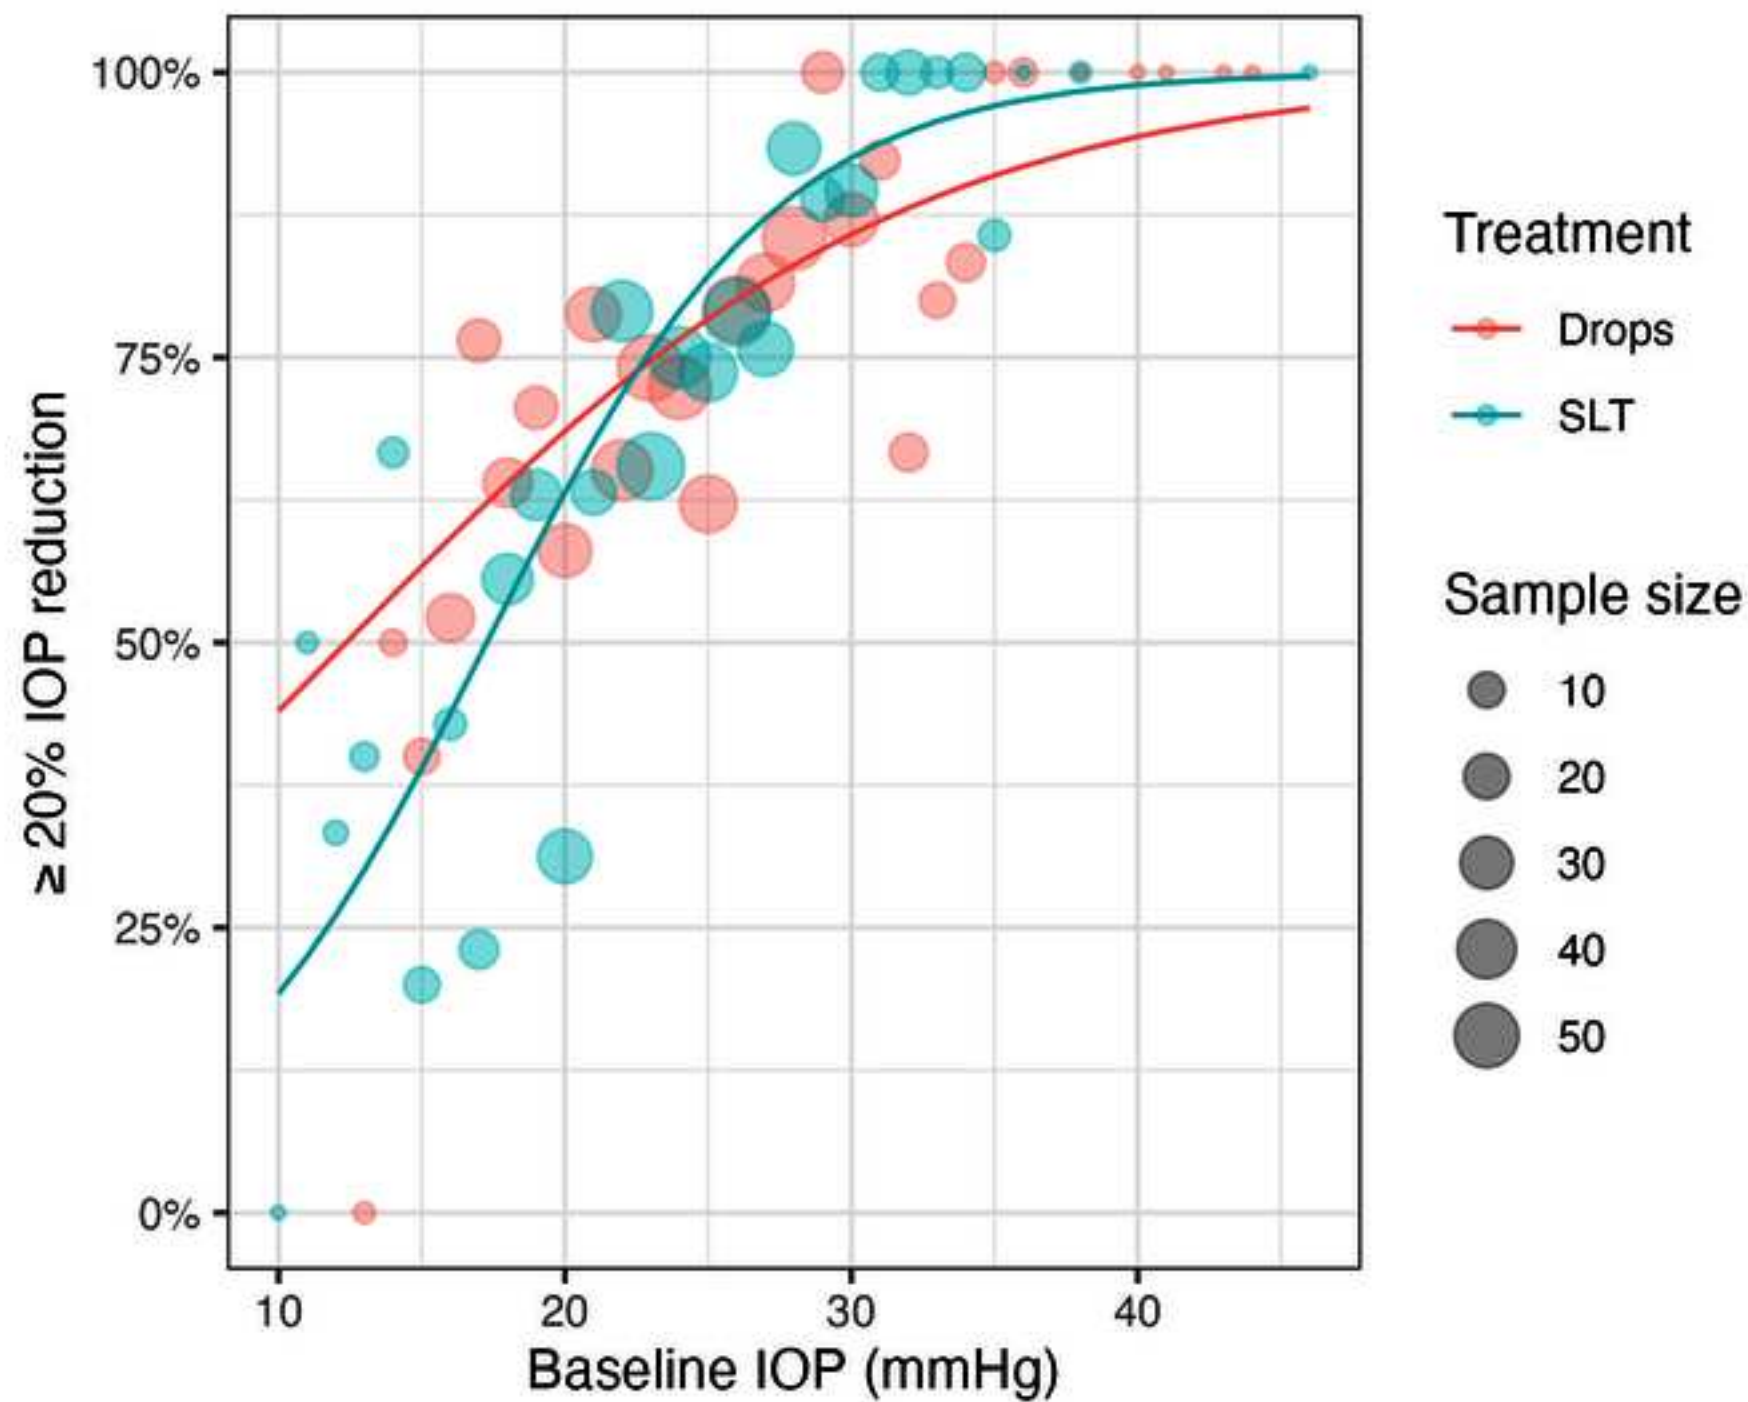 ≥ 20% IOP reduction
100%
75%
50%
25%
0%
10
20
30
40
Baseline IOP (mmHg)
Treatment
Drops
SLT
Sample size
10
20
30
40
50